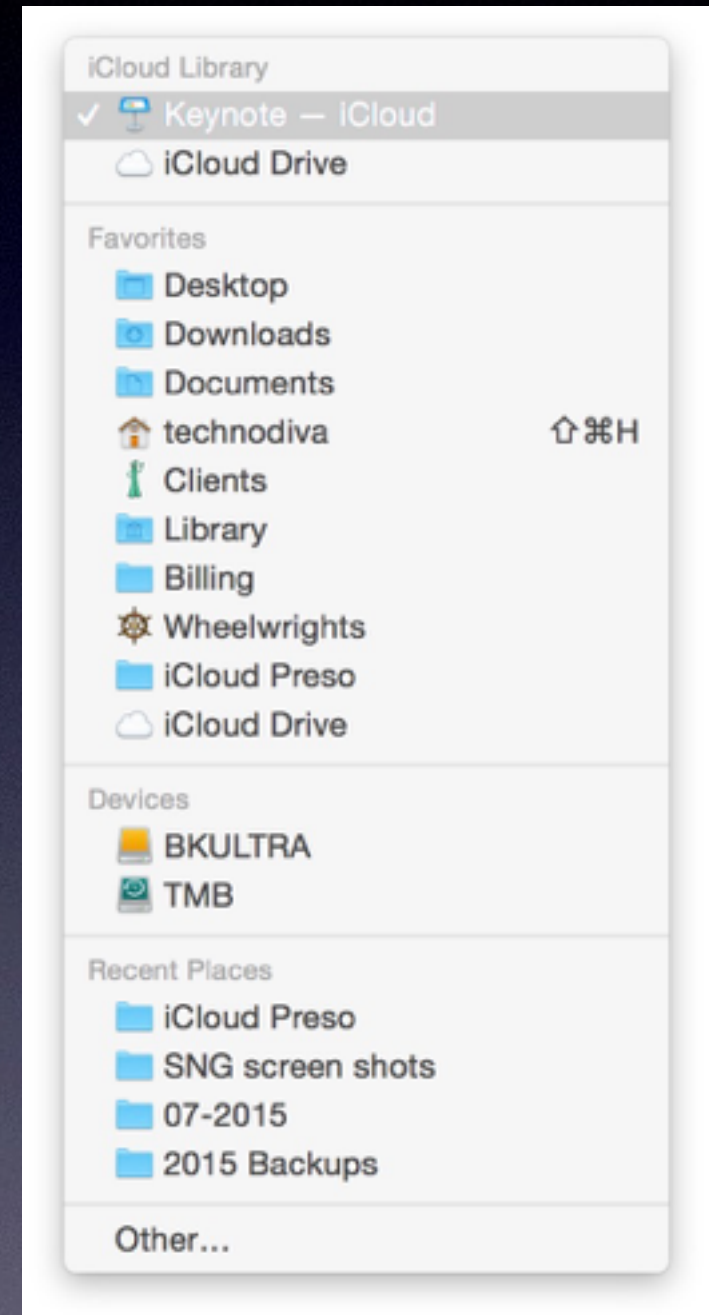 iCloud Library
✓ Keynote — iCloud
iCloud Drive
Favorites
Desktop
Downloads
Documents
technodiva ⇧⌘H
Clients
Library
Billing
Wheelwrights
iCloud Preso
iCloud Drive
Devices
BKULTRA
TMB
Recent Places
iCloud Preso
SNG screen shots
07-2015
2015 Backups
Other...